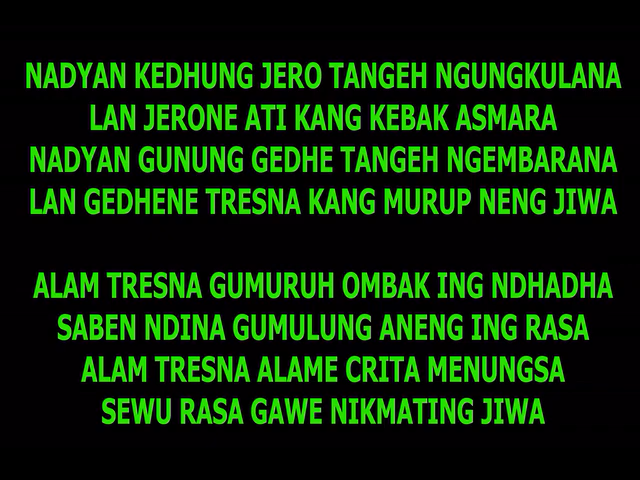 NADYAN KEDHUNG JERO TANGEH NGUNGKULANA
LAN JERONE ATI KANG KEBAK ASMARA
NADYAN GUNUNG GEDHE TANGEH NGEMBARANA
LAN GEDHENE TRESNA KANG MURUP NENG JIWA
ALAM TRESNA GUMURUH OMBAK ING NDHADHA
SABEN NDINA GUMULUNG ANENG ING RASA
ALAM TRESNA ALAME CRITA MENUNGSA
SEWU RASA GAWE NIKMATING JIWA